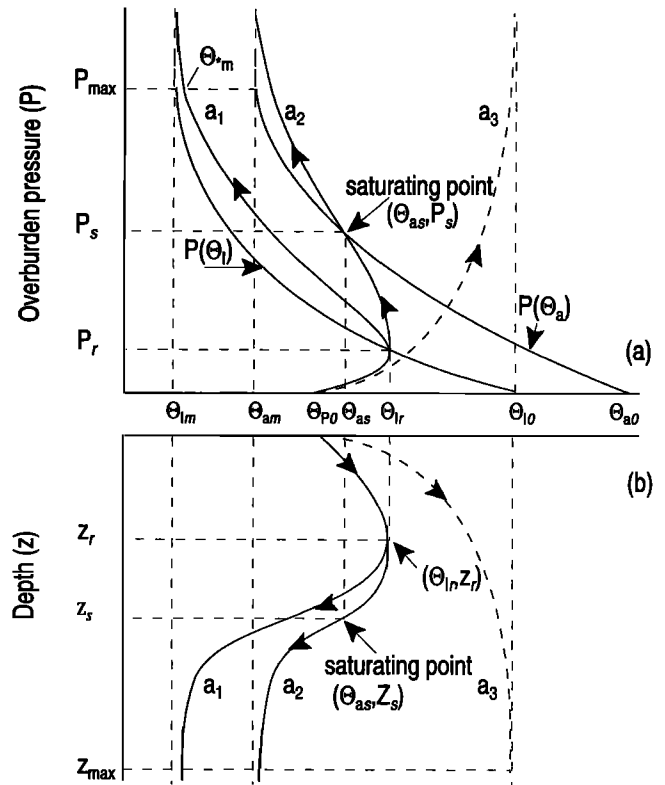 Overburden pressure (P)
Pmax
Θ*m
a1
a2
a3
saturating point
(Θas,Ps)
Ps
P(Θl)
Pr
P(Θa)
(a)
Θlm
Θam
ΘP0
Θas
Θlr
Θl0
Θa0
Depth (z)
(b)
zr
(Θlr,zr)
zs
saturating point
(Θas,Zs)
a1
a2
a3
zmax